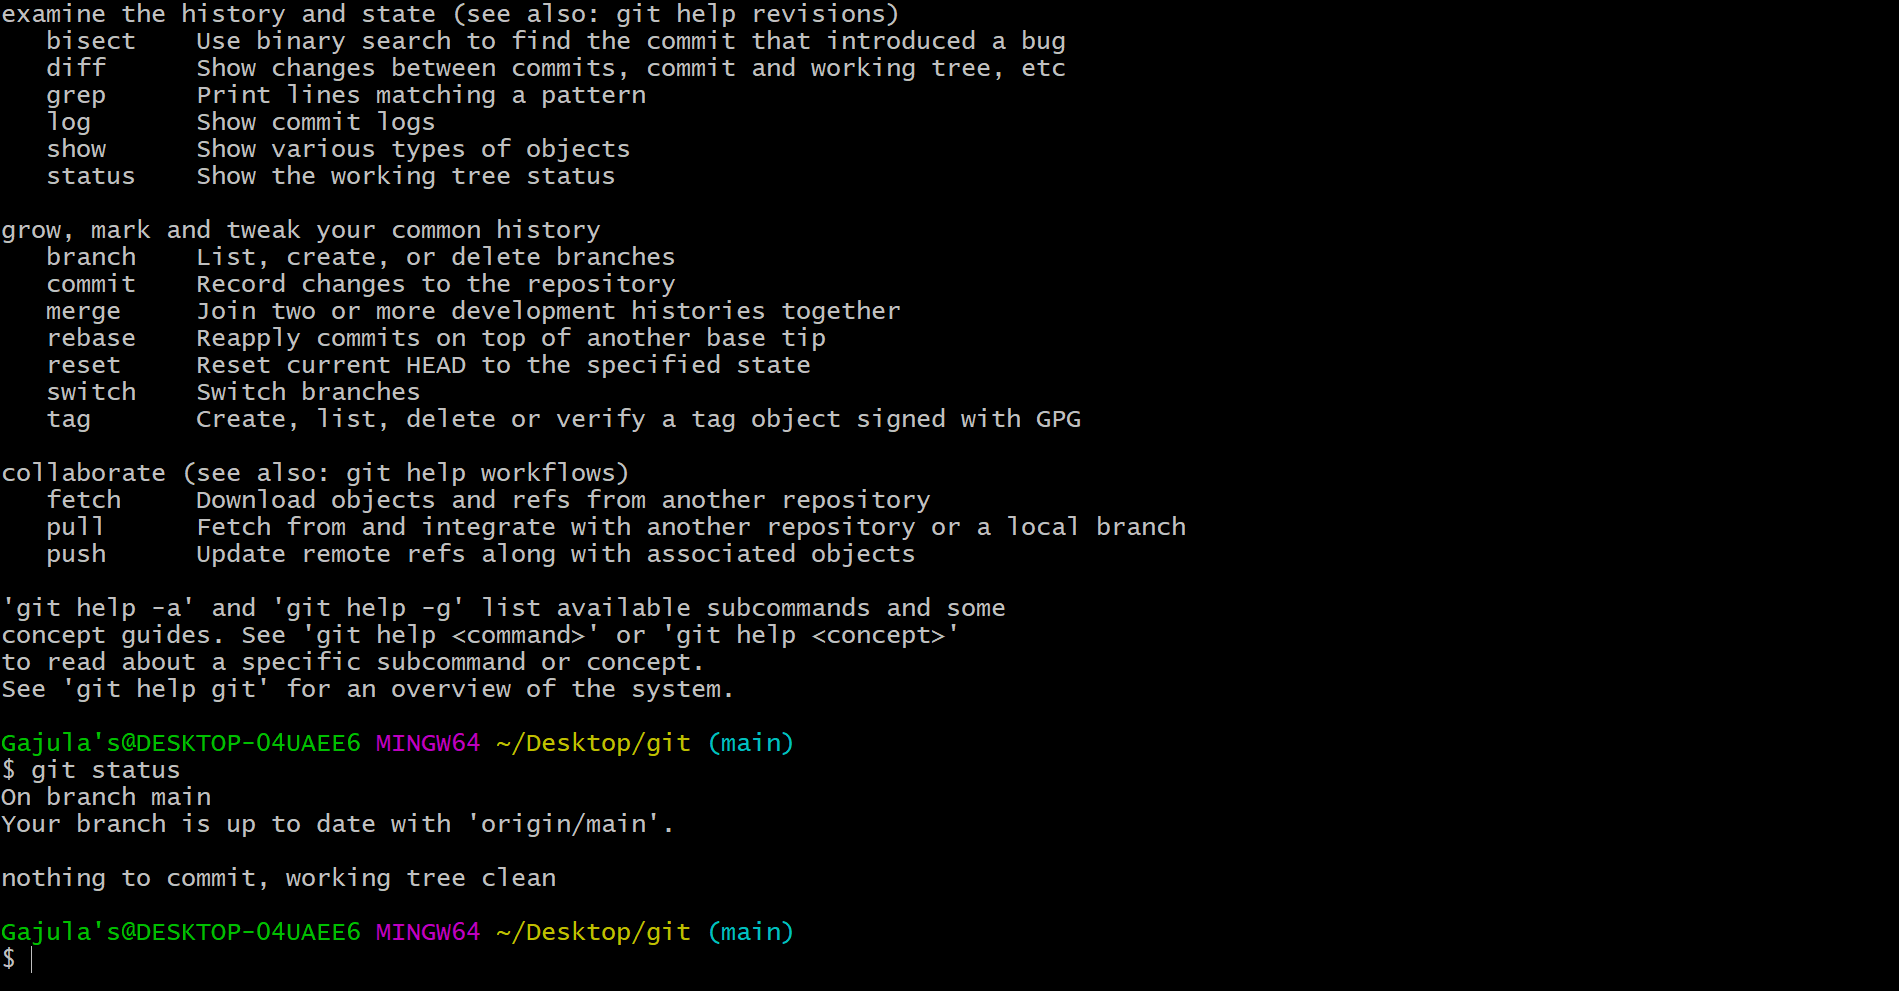 examine the history and state (see also: git help revisions)
   bisect    Use binary search to find the commit that introduced a bug
   diff      Show changes between commits, commit and working tree, etc
   grep      Print lines matching a pattern
   log       Show commit logs
   show      Show various types of objects
   status    Show the working tree status

grow, mark and tweak your common history
   branch    List, create, or delete branches
   commit    Record changes to the repository
   merge     Join two or more development histories together
   rebase    Reapply commits on top of another base tip
   reset     Reset current HEAD to the specified state
   switch    Switch branches
   tag       Create, list, delete or verify a tag object signed with GPG

collaborate (see also: git help workflows)
   fetch     Download objects and refs from another repository
   pull      Fetch from and integrate with another repository or a local branch
   push      Update remote refs along with associated objects

'git help -a' and 'git help -g' list available subcommands and some
concept guides. See 'git help <command>' or 'git help <concept>'
to read about a specific subcommand or concept.
See 'git help git' for an overview of the system.

Gajula's@DESKTOP-O4UAEE6 MINGW64 ~/Desktop/git (main)
$ git status
On branch main
Your branch is up to date with 'origin/main'.

nothing to commit, working tree clean

Gajula's@DESKTOP-O4UAEE6 MINGW64 ~/Desktop/git (main)
$